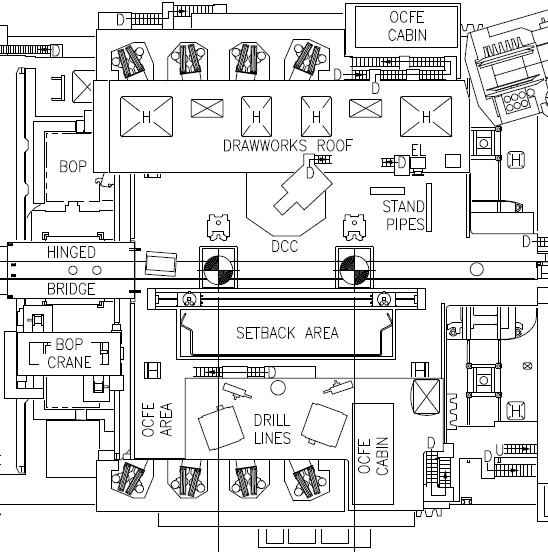 D
OCFE
CABIN
D
D
H
H
H
H
DRAWWORKS ROOF
EL
D
D
H
BOP
STAND
PIPES
DCC
D
HINGED
BRIDGE
SETBACK AREA
BOP
CRANE
D
OCFE
AREA
DRILL
LINES
OCFE
CABIN
H
D
U
D